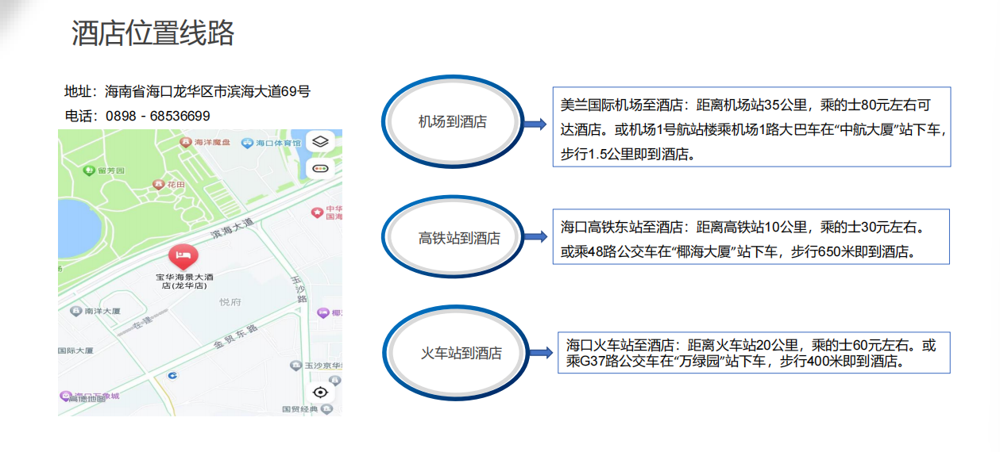 酒店位置线路
地址：海南省海口龙华区市滨海大道69号
电话：0898 - 68536699
海洋魔盘
海口体育馆
留芳园
花田
中华
国海
滨海大道
宝华海景大酒
店(龙华店)
玉沙路
悦府
南洋大厦
在建
金贸东路
国际大厦
玉沙京华
海口万象城
高德地图
国贸经典
机场到酒店
美兰国际机场至酒店：距离机场站35公里，乘的士80元左右可
达酒店。或机场1号航站楼乘机场1路大巴车在“中航大厦”站下车，
步行1.5公里即到酒店。
高铁站到酒店
海口高铁东站至酒店：距离高铁站10公里，乘的士30元左右。
或乘48路公交车在“椰海大厦”站下车，步行650米即到酒店。
火车站到酒店
海口火车站至酒店：距离火车站20公里，乘的士60元左右。或
乘G37路公交车在“万绿园”站下车，步行400米即到酒店。